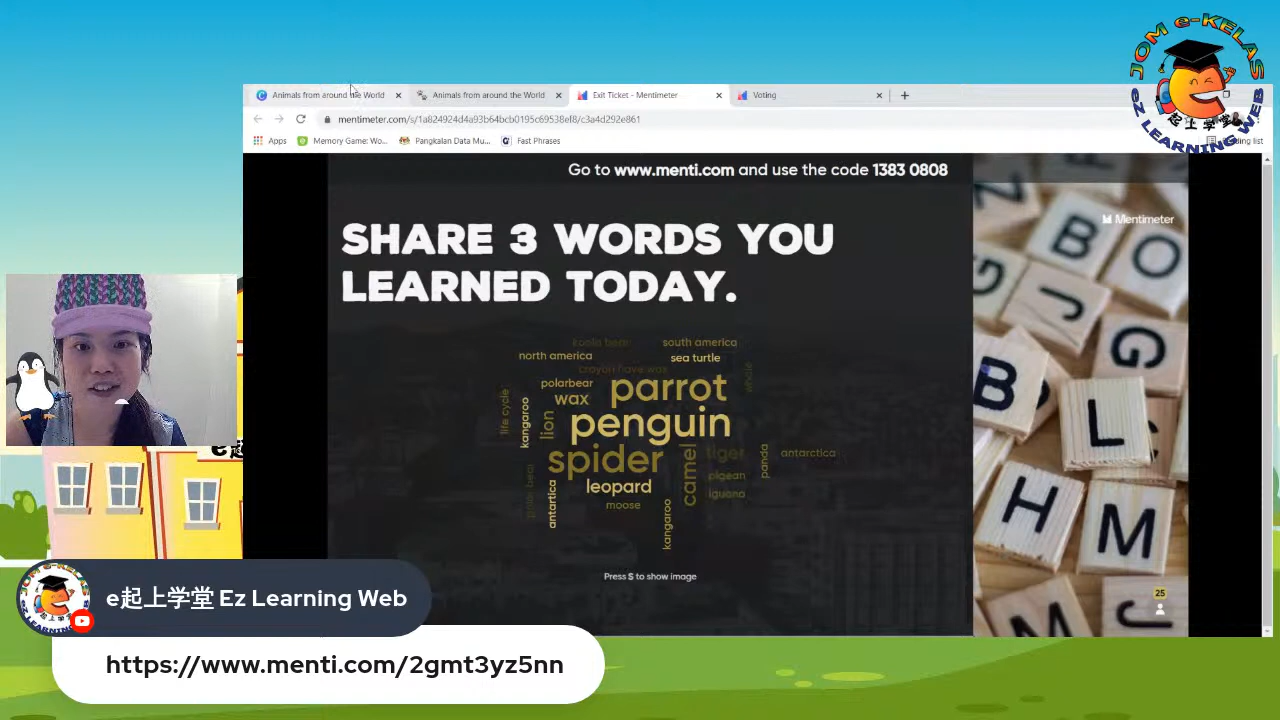 JOM e-KELAS
起上学堂
EZ LEARNING WEB
Animals from around the World
Animals from around the World
Exit Ticket - Mentimeter
Voting
mentimeter.com/s/1a824924d4a93b64bcb0195c69538ef8/c3a4d292e861
Apps
Memory Game: Wo...
Pangkalan Data Mu...
Fast Phrases
Go to www.menti.com and use the code 1383 0808
Mentimeter
SHARE 3 WORDS YOU
LEARNED TODAY.
koala bear
south america
north america
sea turtle
crayon have wax
polarbear
parrot
whale
wax
life cycle
kangaroo
lion
penguin
spider
camel
tiger
panda
antarctica
polar bear
antartica
leopard
pigean
iguana
moose
kangaroo
Press S to show image
25
B
O
G
J
G
B
L
H
M
M
J
e起上学堂 Ez Learning Web
https://www.menti.com/2gmt3yz5nn